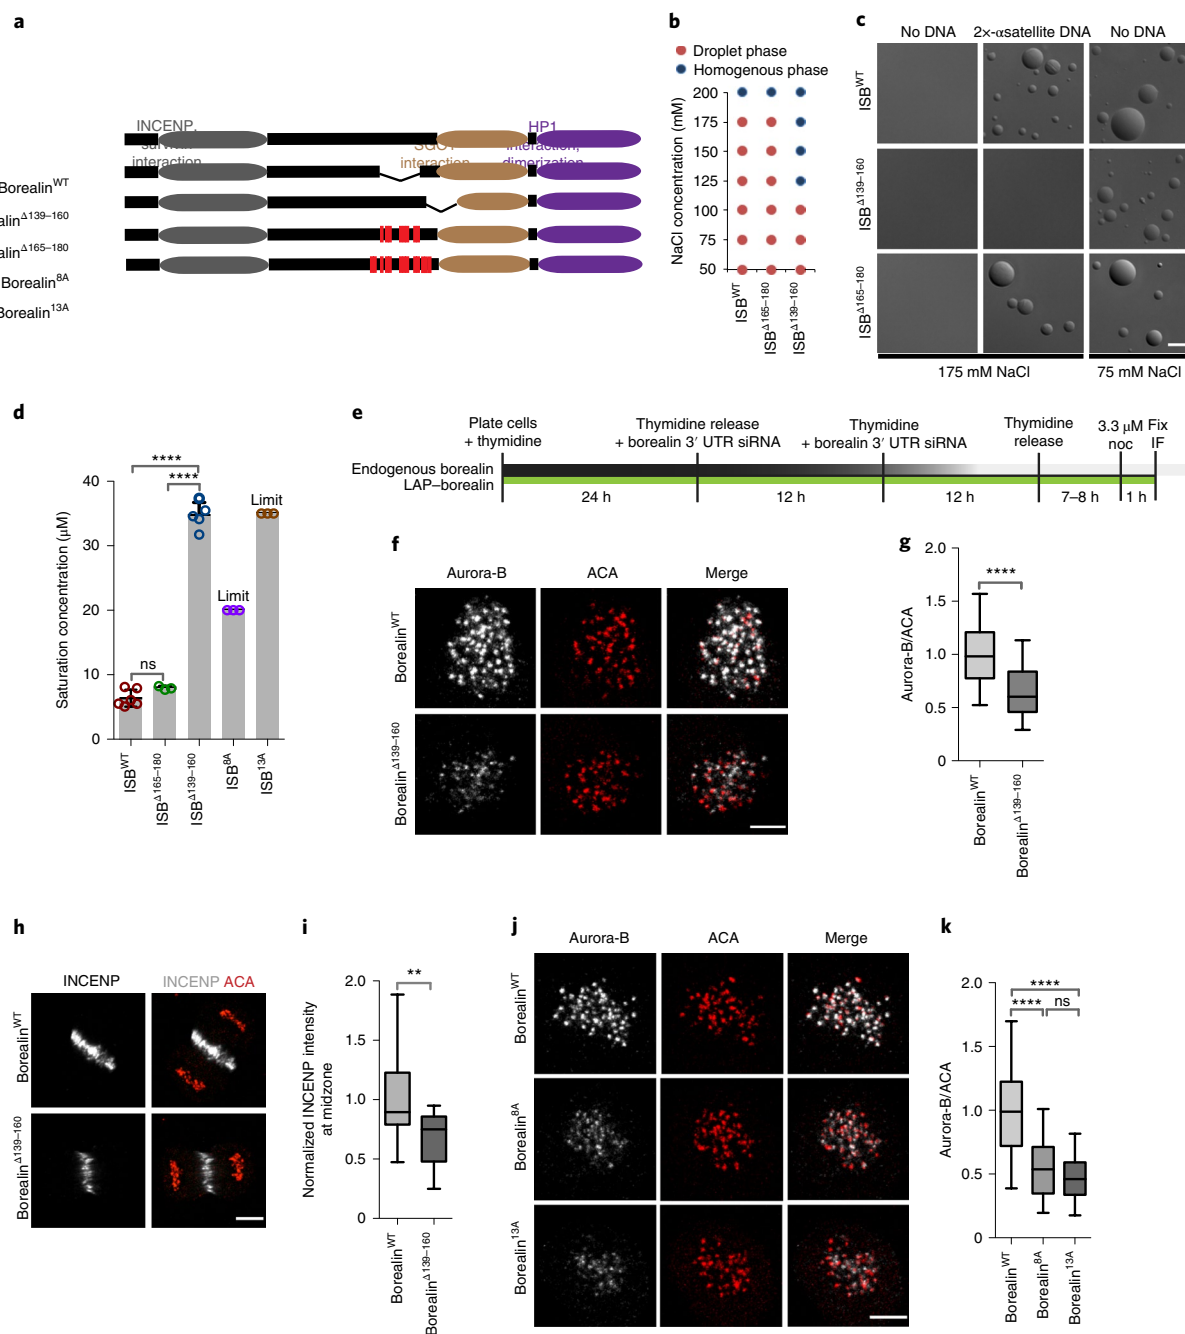 a
INCENP,
survivin
interaction
SGO1
interaction
HP1
interaction,
dimerization
Borealin^WT
alin^Δ139–160
alin^Δ165–180
Borealin^8A
Borealin^13A
b
Droplet phase
Homogenous phase
NaCl concentration (mM)
200
175
150
125
100
75
50
ISB^WT
ISB^Δ165–180
ISB^Δ139–160
c
No DNA
2×-αsatellite DNA
No DNA
ISB^WT
ISB^Δ139–160
ISB^Δ165–180
175 mM NaCl
75 mM NaCl
d
Saturation concentration (μM)
40
30
20
10
0
****
****
ns
Limit
Limit
ISB^WT
ISB^Δ165–180
ISB^Δ139–160
ISB^8A
ISB^13A
e
Plate cells
+ thymidine
Thymidine release
+ borealin 3′ UTR siRNA
Thymidine
+ borealin 3′ UTR siRNA
Thymidine
release
3.3 μM
noc
Fix
IF
Endogenous borealin
LAP–borealin
24 h
12 h
12 h
7–8 h
1 h
f
Aurora-B
ACA
Merge
Borealin^WT
Borealin^Δ139–160
g
Aurora-B/ACA
2.0
1.5
1.0
0.5
0
****
Borealin^WT
Borealin^Δ139–160
h
INCENP
INCENP ACA
Borealin^WT
Borealin^Δ139–160
i
Normalized INCENP intensity
at midzone
2.0
1.5
1.0
0.5
0
**
Borealin^WT
Borealin^Δ139–160
j
Aurora-B
ACA
Merge
Borealin^WT
Borealin^8A
Borealin^13A
k
Aurora-B/ACA
2.0
1.5
1.0
0.5
0
****
****
ns
Borealin^WT
Borealin^8A
Borealin^13A